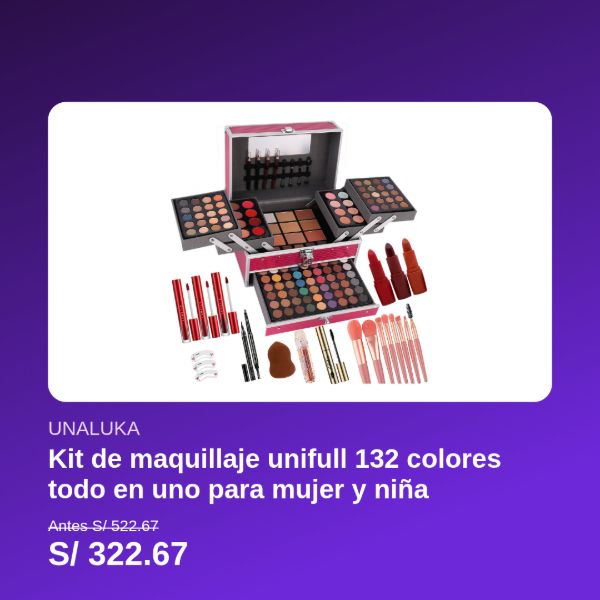 UNALUKA
Kit de maquillaje unifull 132 colores
todo en uno para mujer y niña
Antes S/ 522.67
S/ 322.67